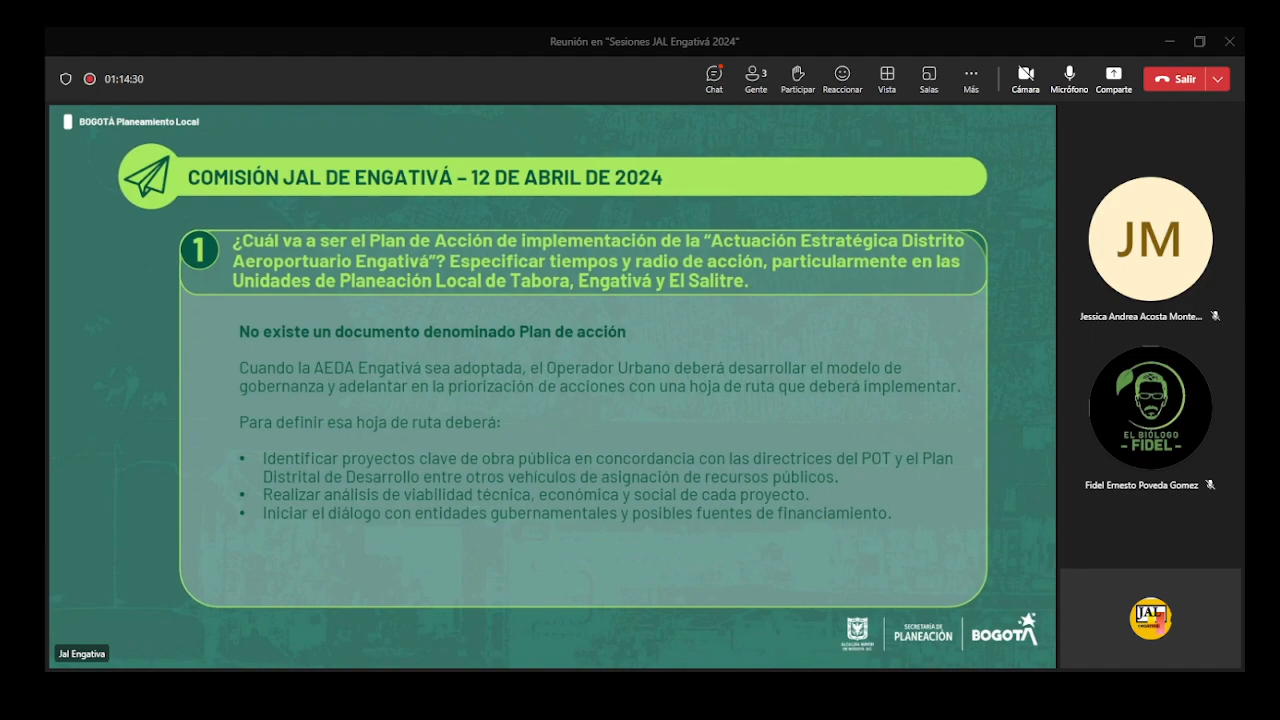 Reunión en "Sesiones JAL Engativá 2024"
01:14:30
3
Chat
Gente
Participar
Reaccionar
Vista
Salas
Más
Cámara
Micrófono
Comparte
Salir
BOGOTÁ Planeamiento Local
COMISIÓN JAL DE ENGATIVÁ – 12 DE ABRIL DE 2024
1
¿Cuál va a ser el Plan de Acción de implementación de la "Actuación Estratégica Distrito
Aeroportuario Engativá"? Especificar tiempos y radio de acción, particularmente en las
Unidades de Planeación Local de Tabora, Engativá y El Salitre.
No existe un documento denominado Plan de acción
Cuando la AEDA Engativá sea adoptada, el Operador Urbano deberá desarrollar el modelo de
gobernanza y adelantar en la priorización de acciones con una hoja de ruta que deberá implementar.
Para definir esa hoja de ruta deberá:
• Identificar proyectos clave de obra pública en concordancia con las directrices del POT y el Plan
Distrital de Desarrollo entre otros vehículos de asignación de recursos públicos.
• Realizar análisis de viabilidad técnica, económica y social de cada proyecto.
• Iniciar el diálogo con entidades gubernamentales y posibles fuentes de financiamiento.
ALCALDÍA MAYOR
DE BOGOTÁ D.C.
SECRETARÍA DE
PLANEACIÓN
BOGOTÁ
Jal Engativa
JM
Jessica Andrea Acosta Monte...
EL BIÓLOGO
- FIDEL -
Fidel Ernesto Poveda Gomez
JAL